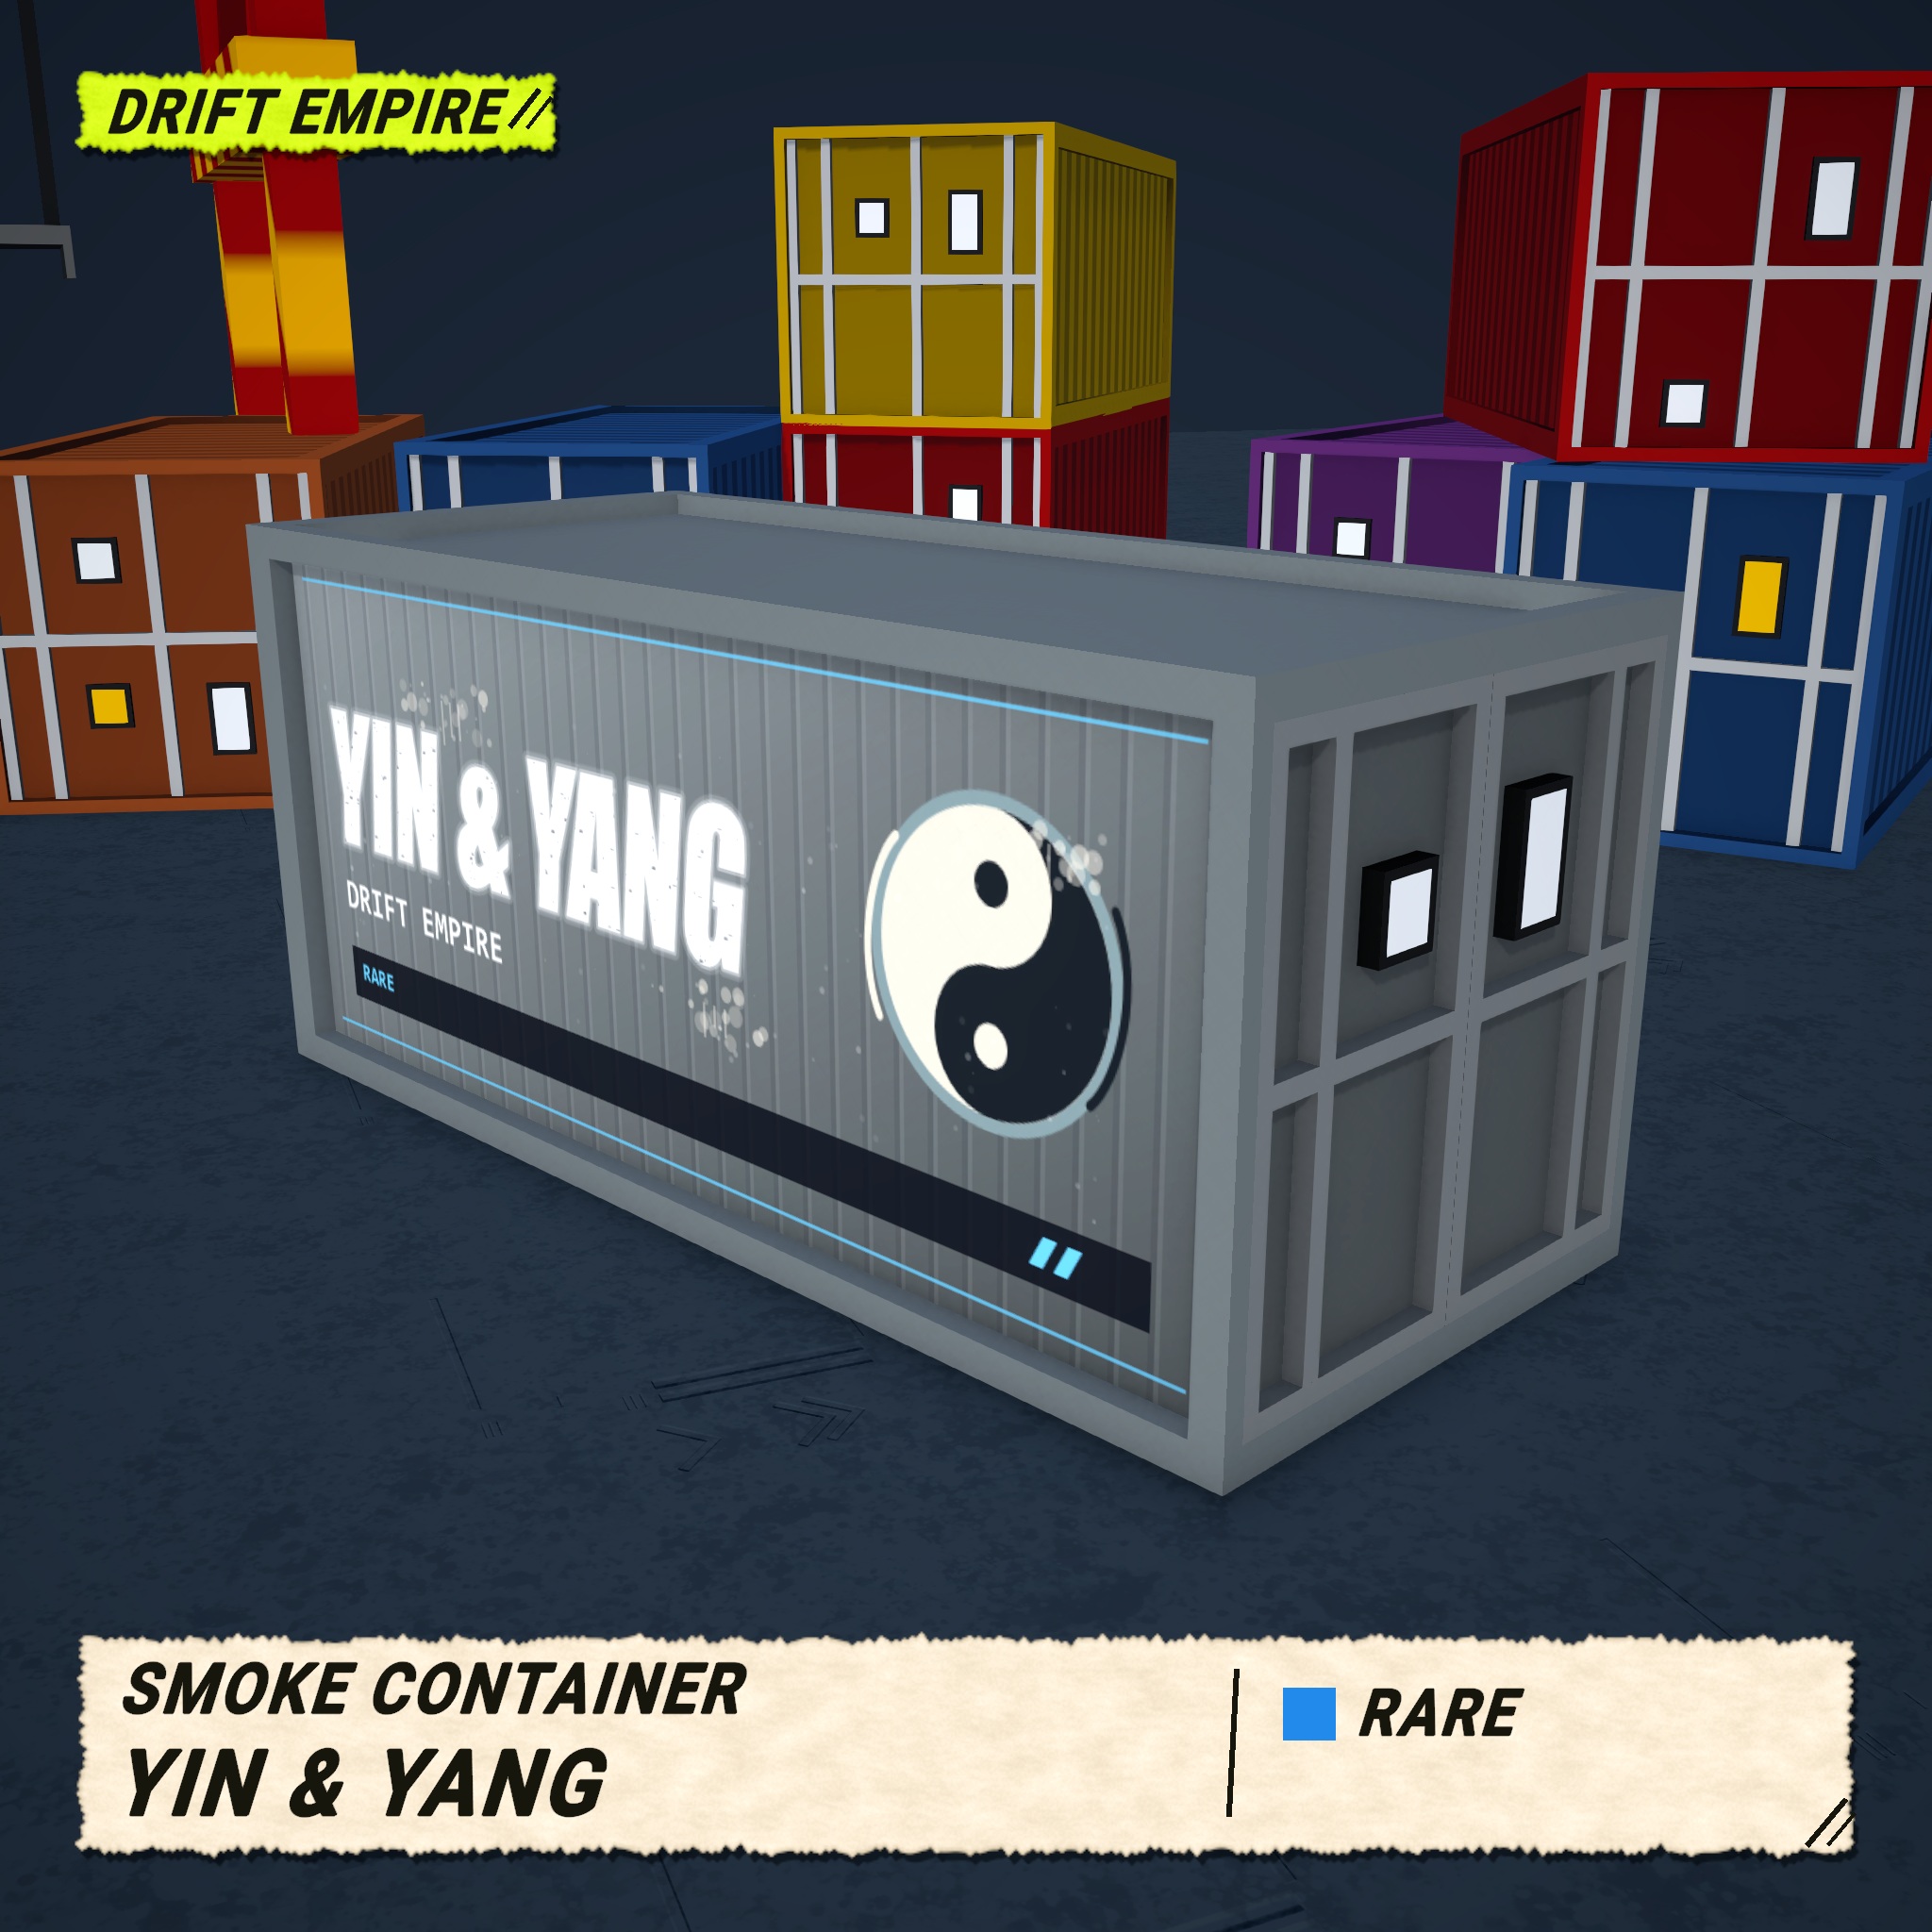 DRIFT EMPIRE//
YIN & YANG
DRIFT EMPIRE
RARE
SMOKE CONTAINER
YIN & YANG
RARE